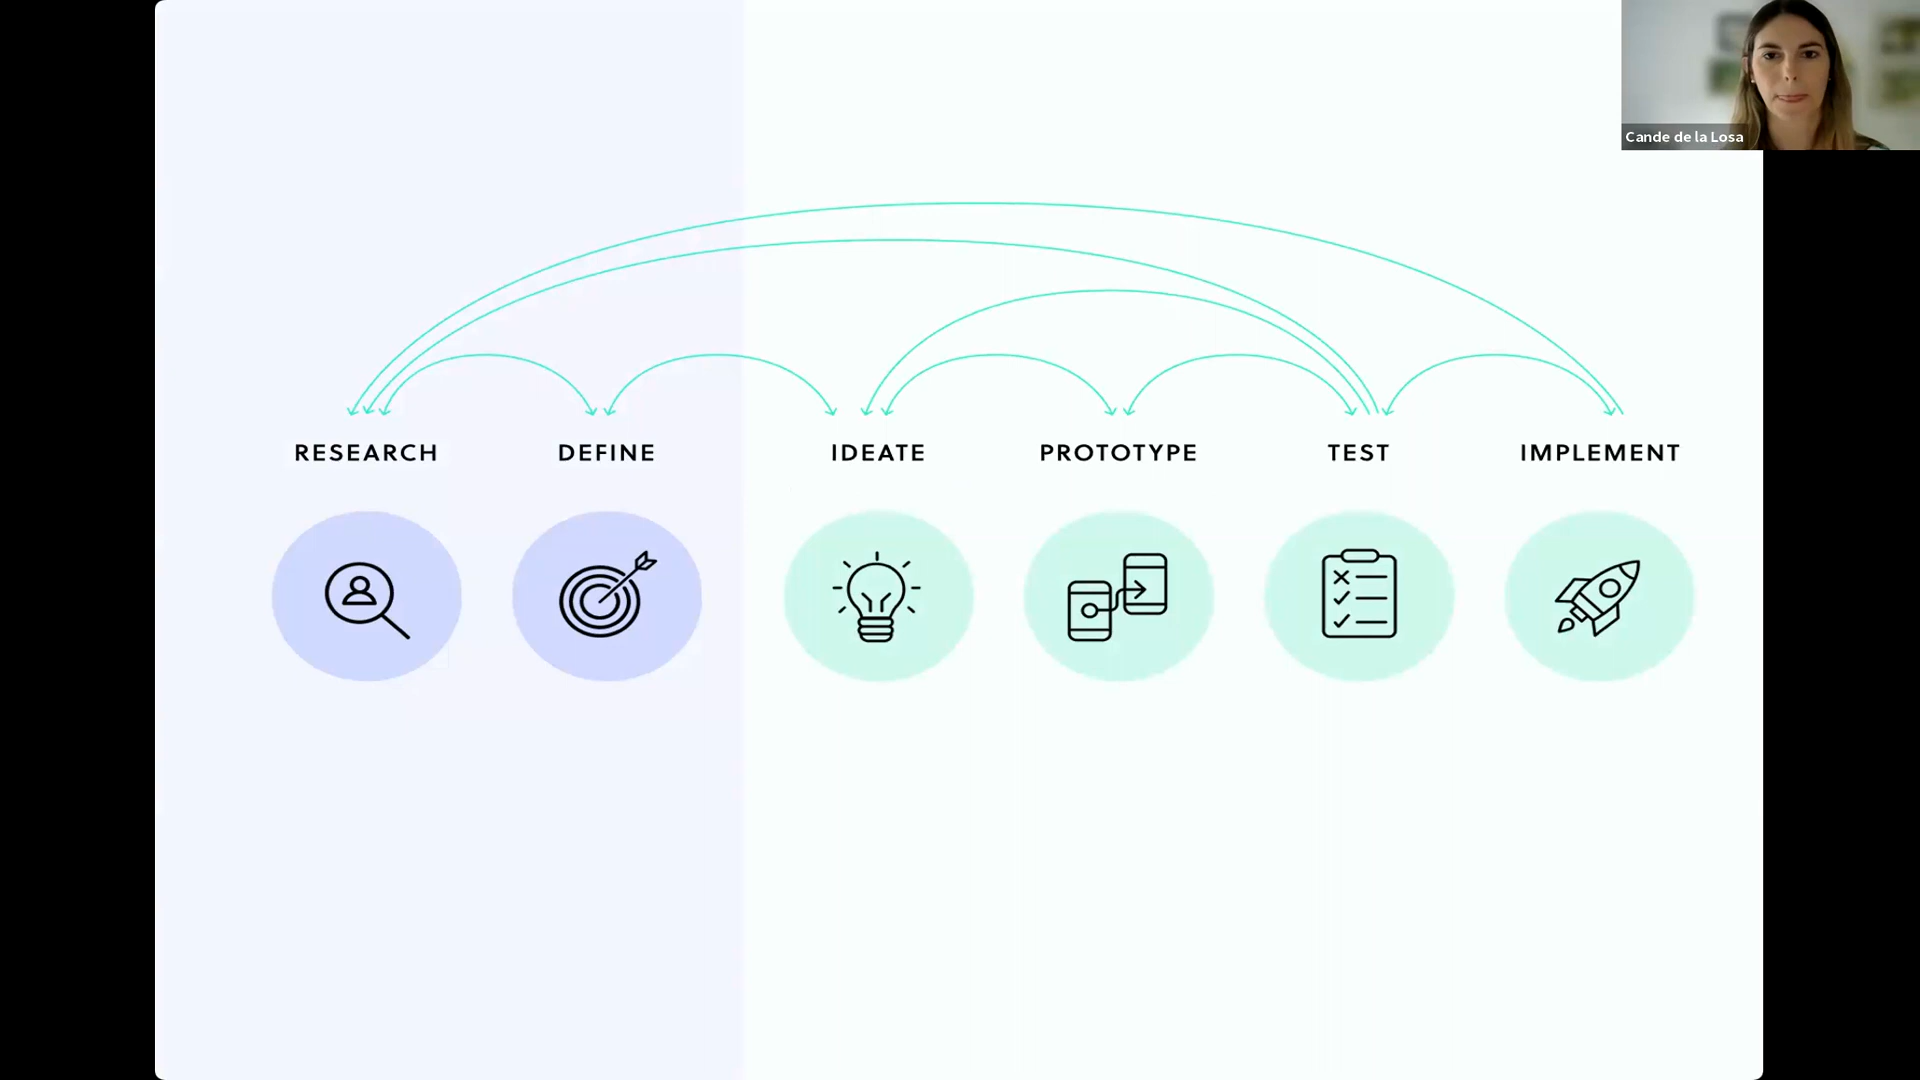 Cande de la Losa
RESEARCH
DEFINE
IDEATE
PROTOTYPE
TEST
IMPLEMENT